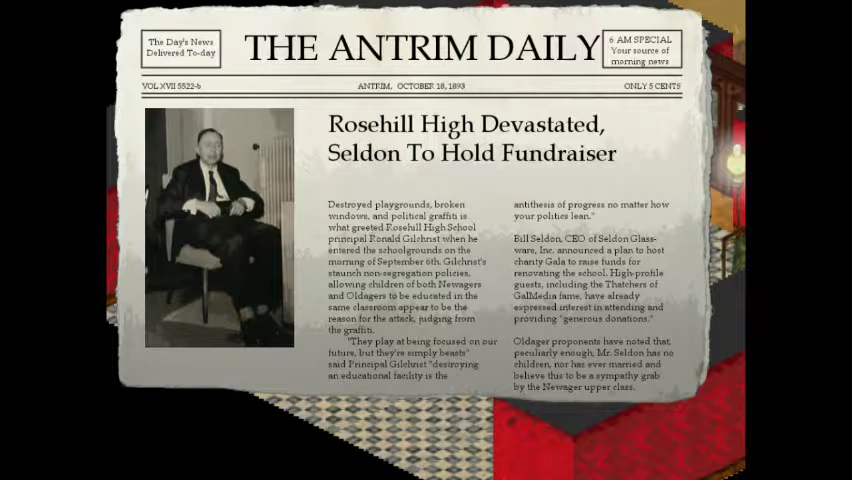 The Day's News
Delivered To-day
THE ANTRIM DAILY
6 AM SPECIAL
Your source of
morning news
VOL XVII 5522-b
ANTRIM, OCTOBER 18, 1893
ONLY 5 CENTS
Rosehill High Devastated,
Seldon To Hold Fundraiser
Destroyed playgrounds, broken
windows, and political graffiti is
what greeted Rosehill High School
principal Ronald Gilchrist when he
entered the schoolgrounds on the
morning of September 6th. Gilchrist's
staunch non-segregation policies,
allowing children of both Newagers
and Oldagers to be educated in the
same classroom appear to be the
reason for the attack, judging from
the graffiti.
"They play at being focused on our
future, but they're simply beasts"
said Principal Gilchrist "destroying
an educational facility is the
antithesis of progress no matter how
your politics lean."
Bill Seldon, CEO of Seldon Glass-
ware, Inc. announced a plan to host
charity Gala to raise funds for
renovating the school. High-profile
guests, including the Thatchers of
GalMedia fame, have already
expressed interest in attending and
providing "generous donations."
Oldager proponents have noted that,
peculiarly enough, Mr. Seldon has no
children, nor has ever married and
believe this to be a sympathy grab
by the Newager upper class.